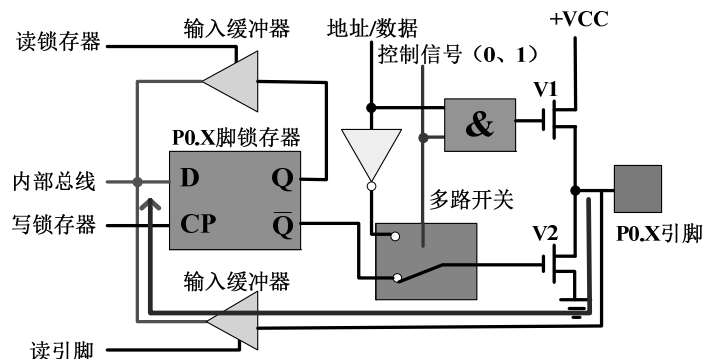 +VCC
输入缓冲器
地址/数据
读锁存器
控制信号（0、1）
V1
&
P0.X脚锁存器
D
Q
内部总线
多路开关
写锁存器
CP
Q̅
V2
P0.X引脚
输入缓冲器
读引脚